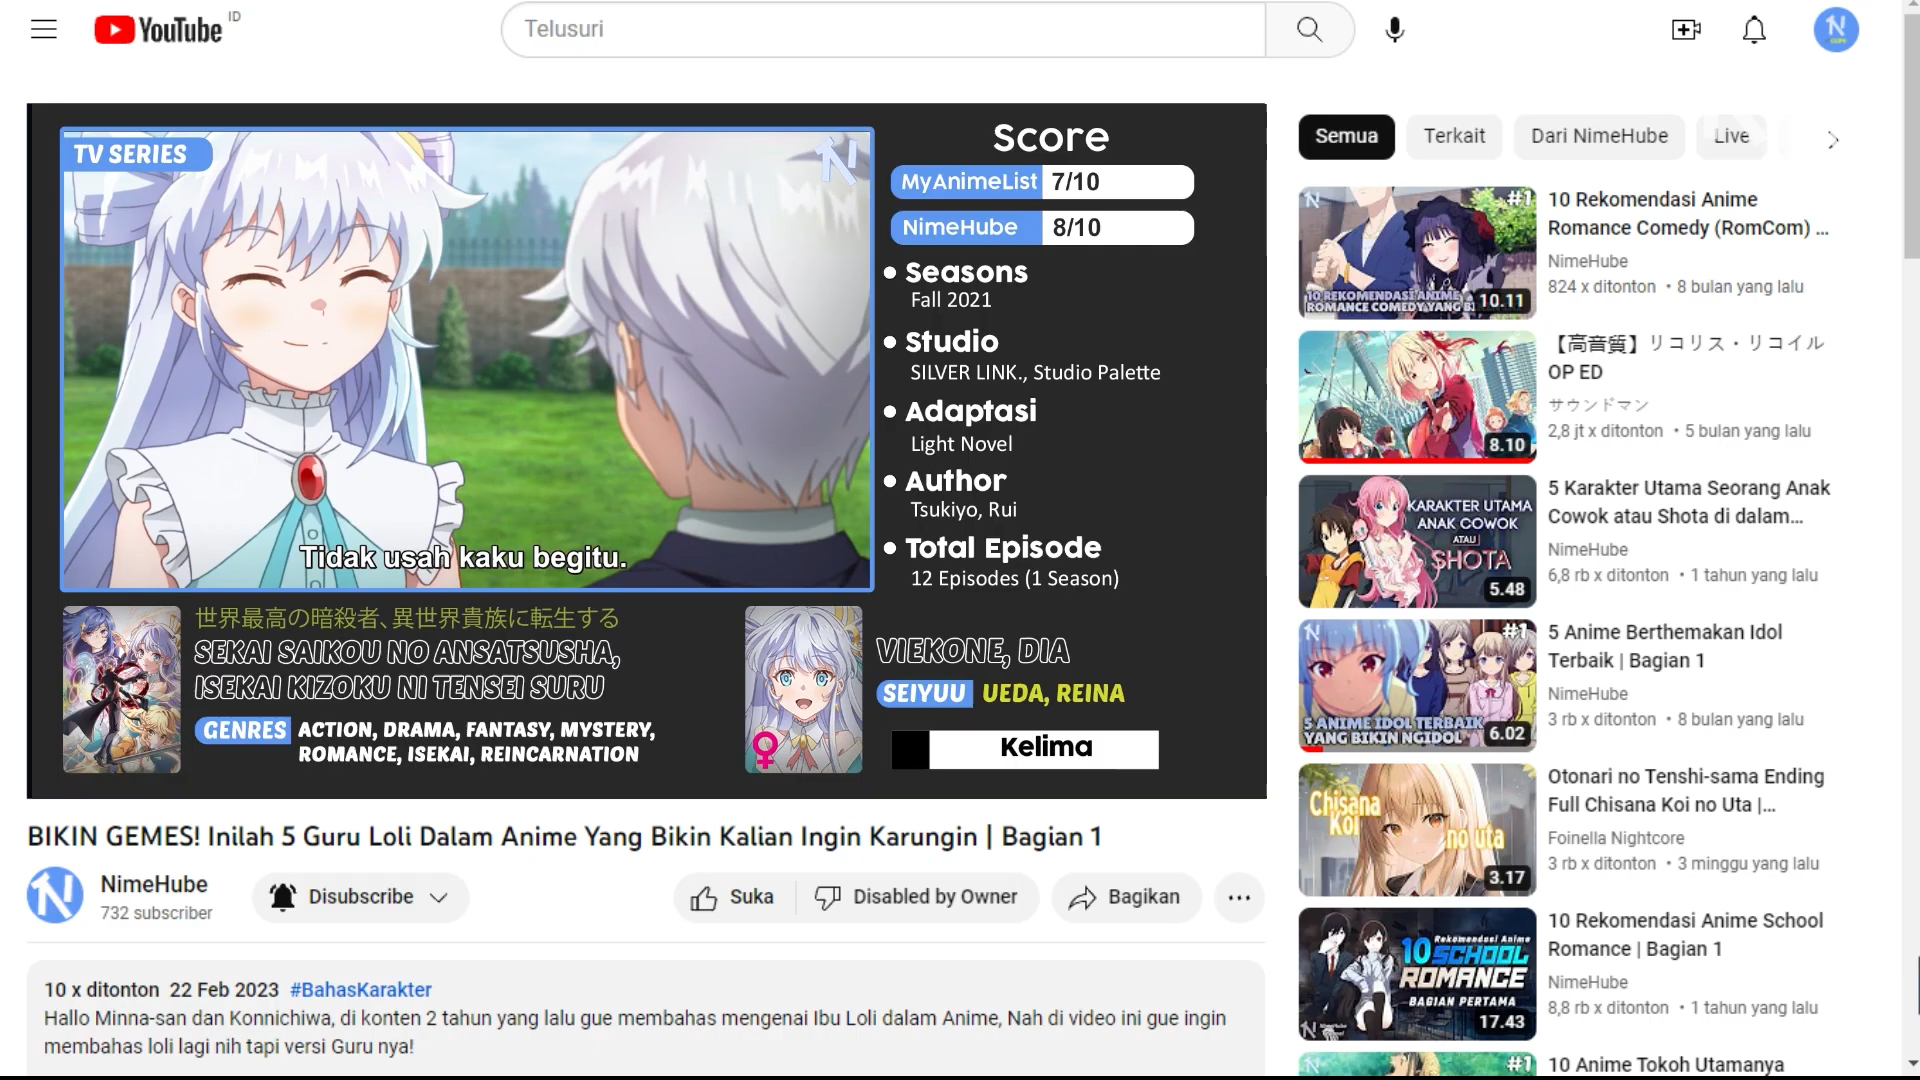 YouTube ID
Telusuri
TV SERIES
Tidak usah kaku begitu.
Score
MyAnimeList 7/10
NimeHube 8/10
• Seasons
Fall 2021
• Studio
SILVER LINK., Studio Palette
• Adaptasi
Light Novel
• Author
Tsukiyo, Rui
• Total Episode
12 Episodes (1 Season)
世界最高の暗殺者、異世界貴族に転生する
SEKAI SAIKOU NO ANSATSUSHA,
ISEKAI KIZOKU NI TENSEI SURU
GENRES ACTION, DRAMA, FANTASY, MYSTERY,
ROMANCE, ISEKAI, REINCARNATION
VIEKONE, DIA
SEIYUU UEDA, REINA
Kelima
BIKIN GEMES! Inilah 5 Guru Loli Dalam Anime Yang Bikin Kalian Ingin Karungin | Bagian 1
NimeHube
732 subscriber
Disubscribe
Suka
Disabled by Owner
Bagikan
10 x ditonton 22 Feb 2023 #BahasKarakter
Hallo Minna-san dan Konnichiwa, di konten 2 tahun yang lalu gue membahas mengenai Ibu Loli dalam Anime, Nah di video ini gue ingin
membahas loli lagi nih tapi versi Guru nya!
Semua
Terkait
Dari NimeHube
Live
#1
10 REKOMENDASI ANIME
ROMANCE COMEDY YANG
10.11
10 Rekomendasi Anime
Romance Comedy (RomCom) ...
NimeHube
824 x ditonton • 8 bulan yang lalu
8.10
【高音質】リコリス・リコイル
OP ED
サウンドマン
2,8 jt x ditonton • 5 bulan yang lalu
KARAKTER UTAMA
ANAK COWOK
ATAU
SHOTA
5.48
5 Karakter Utama Seorang Anak
Cowok atau Shota di dalam...
NimeHube
6,8 rb x ditonton • 1 tahun yang lalu
#1
5 ANIME IDOL TERBAIK
YANG BIKIN NGIDOL
6.02
5 Anime Berthemakan Idol
Terbaik | Bagian 1
NimeHube
3 rb x ditonton • 8 bulan yang lalu
Chisana
Koi
no uta
3.17
Otonari no Tenshi-sama Ending
Full Chisana Koi no Uta |...
Foinella Nightcore
3 rb x ditonton • 3 minggu yang lalu
Rekomendasi Anime
10 SCHOOL
ROMANCE
BAGIAN PERTAMA
17.43
10 Rekomendasi Anime School
Romance | Bagian 1
NimeHube
8,8 rb x ditonton • 1 tahun yang lalu
#1
10 Anime Tokoh Utamanya